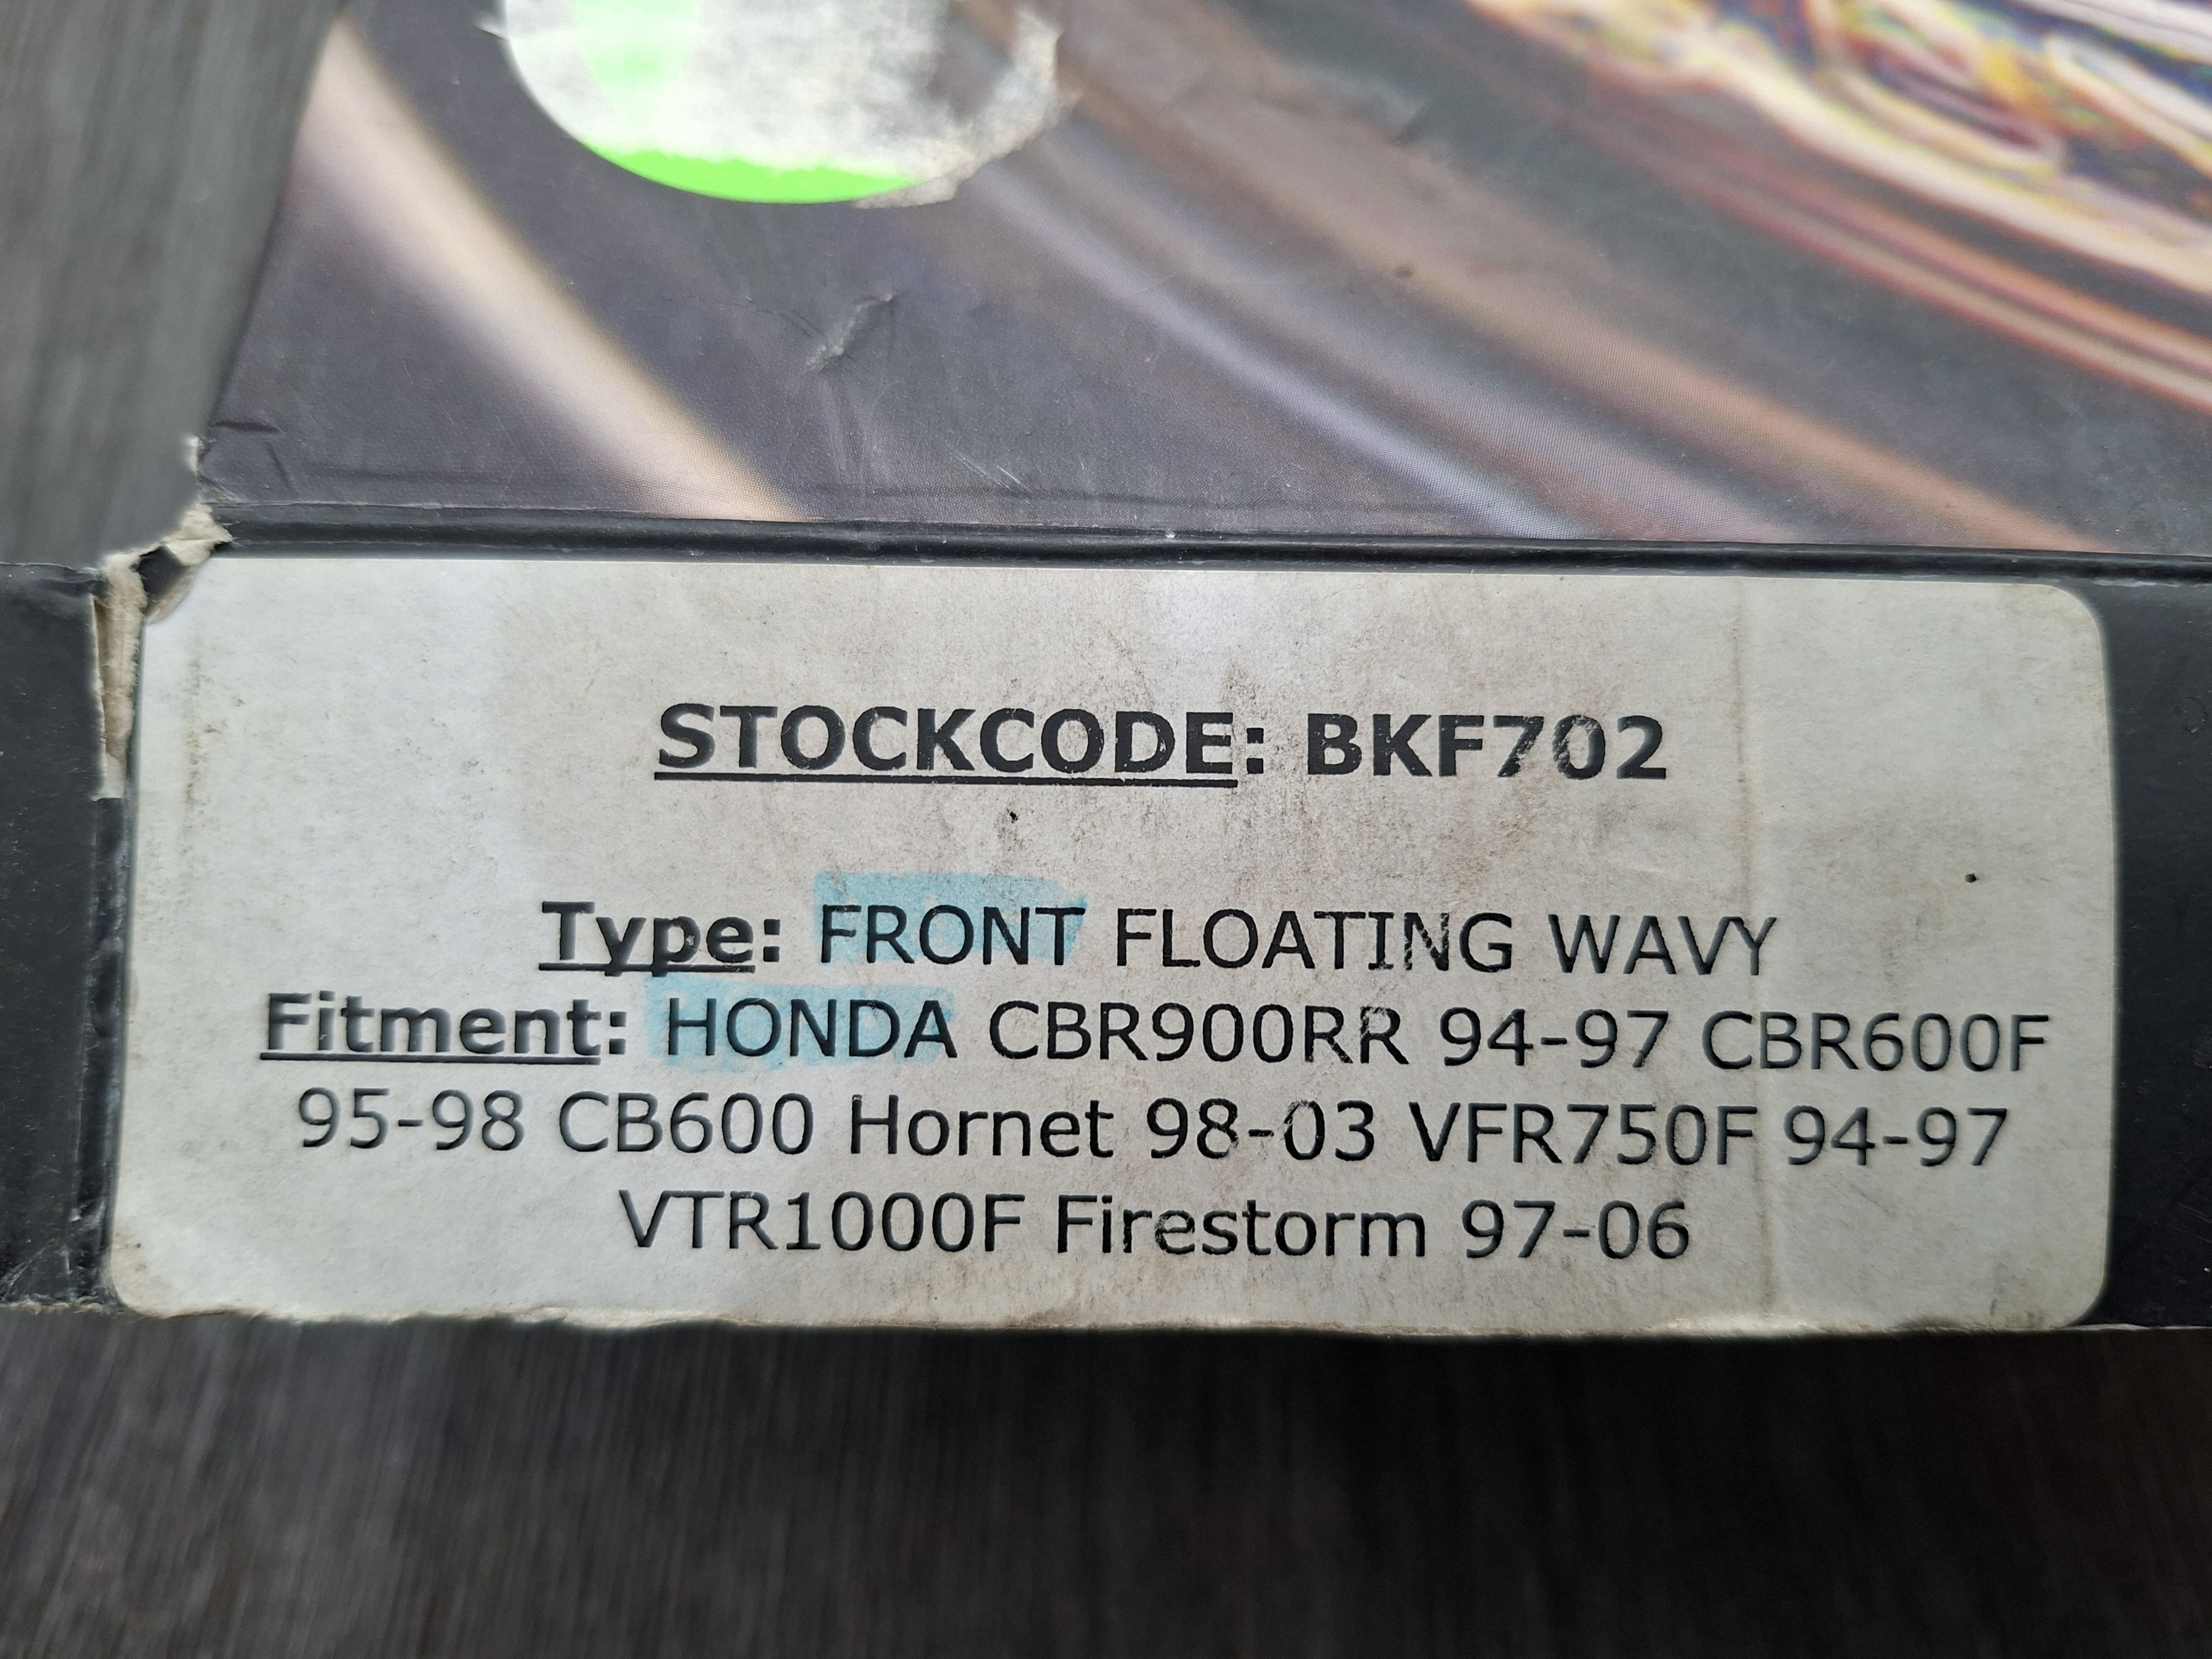 STOCKCODE: BKF702
Type: FRONT FLOATING WAVY
Fitment: HONDA CBR900RR 94-97 CBR600F
95-98 CB600 Hornet 98-03 VFR750F 94-97
VTR1000F Firestorm 97-06